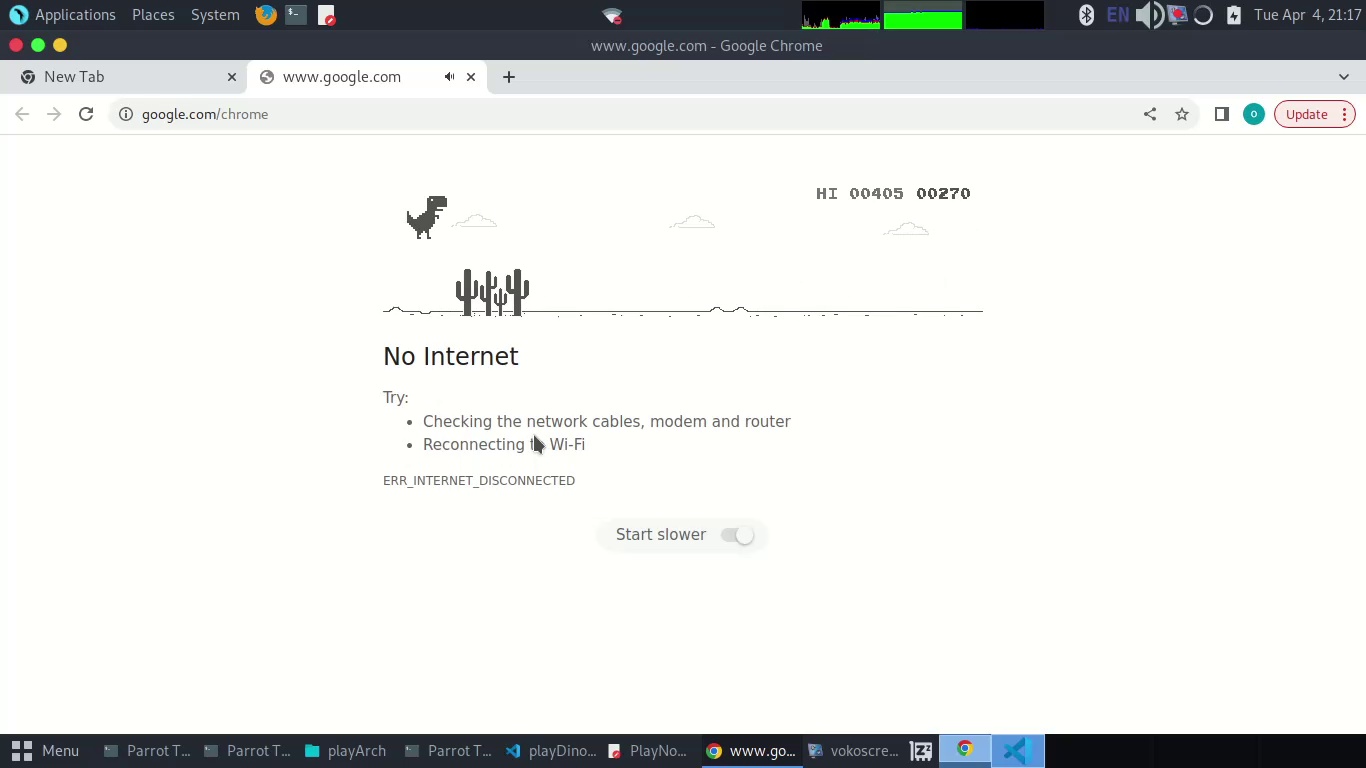 Applications Places System EN Tue Apr 4, 21:17
www.google.com - Google Chrome
New Tab www.google.com
google.com/chrome o Update
HI 00405 00270
No Internet
Try:
• Checking the network cables, modem and router
• Reconnecting Wi-Fi
ERR_INTERNET_DISCONNECTED
Start slower
Menu Parrot T... Parrot T... playArch Parrot T... playDino... PlayNo... www.go... vokoscre...